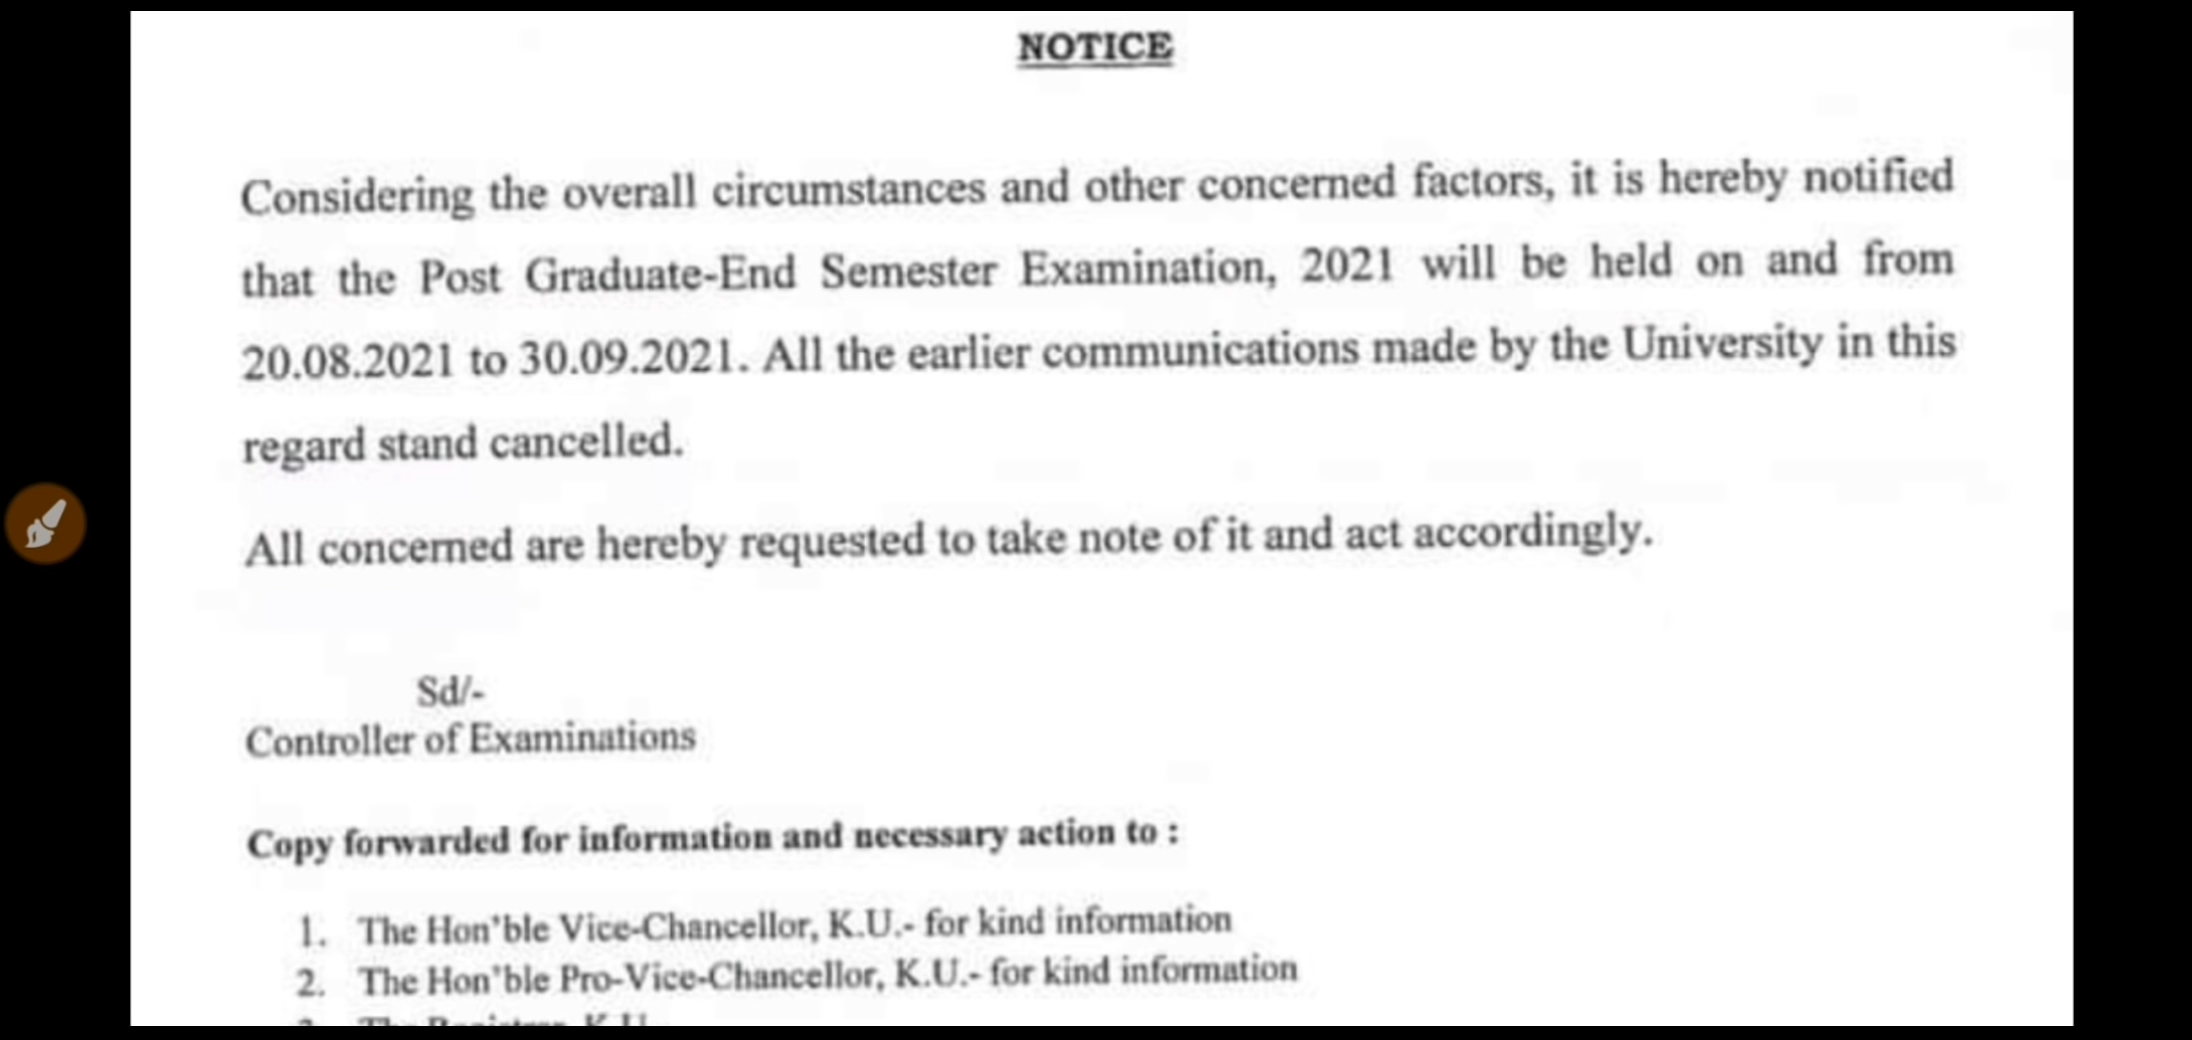 NOTICE
Considering the overall circumstances and other concerned factors, it is hereby notified
that the Post Graduate-End Semester Examination, 2021 will be held on and from
20.08.2021 to 30.09.2021. All the earlier communications made by the University in this
regard stand cancelled.
All concerned are hereby requested to take note of it and act accordingly.
Sd/-
Controller of Examinations
Copy forwarded for information and necessary action to :
1. The Hon'ble Vice-Chancellor, K.U.- for kind information
2. The Hon'ble Pro-Vice-Chancellor, K.U.- for kind information